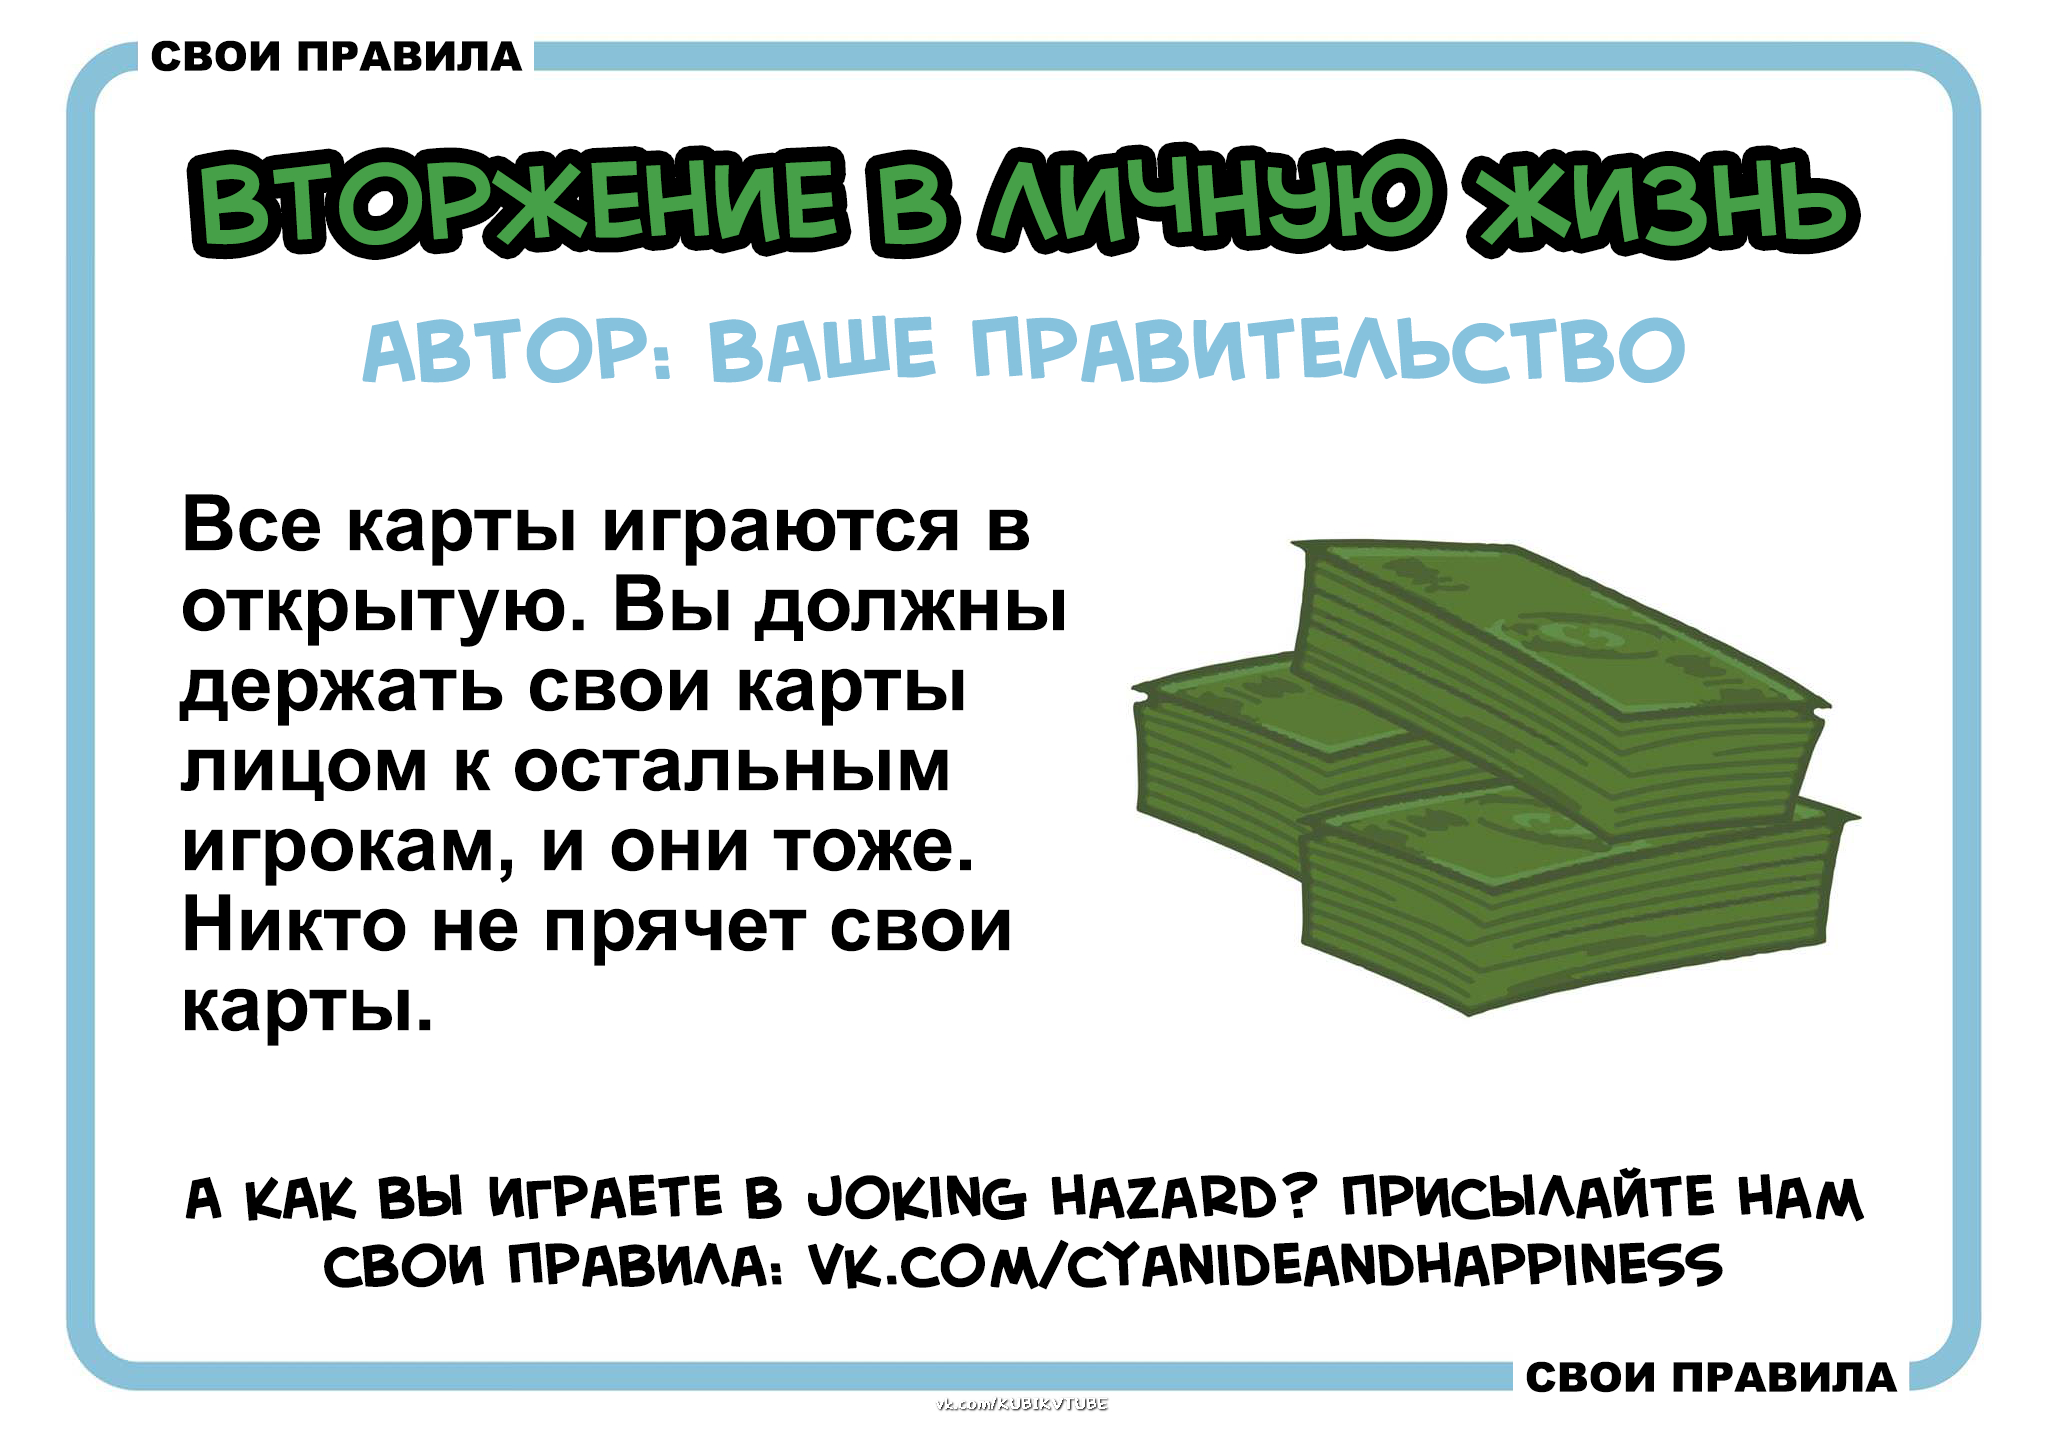 СВОИ ПРАВИЛА
ВТОРЖЕНИЕ В ЛИЧНУЮ ЖИЗНЬ
АВТОР: ВАШЕ ПРАВИТЕЛЬСТВО
Все карты играются в
открытую. Вы должны
держать свои карты
лицом к остальным
игрокам, и они тоже.
Никто не прячет свои
карты.
А КАК ВЫ ИГРАЕТЕ В JOKING HAZARD? ПРИСЫЛАЙТЕ НАМ
СВОИ ПРАВИЛА: VK.COM/CYANIDEANDHAPPINESS
СВОИ ПРАВИЛА
vk.com/KUBIKVTUBE